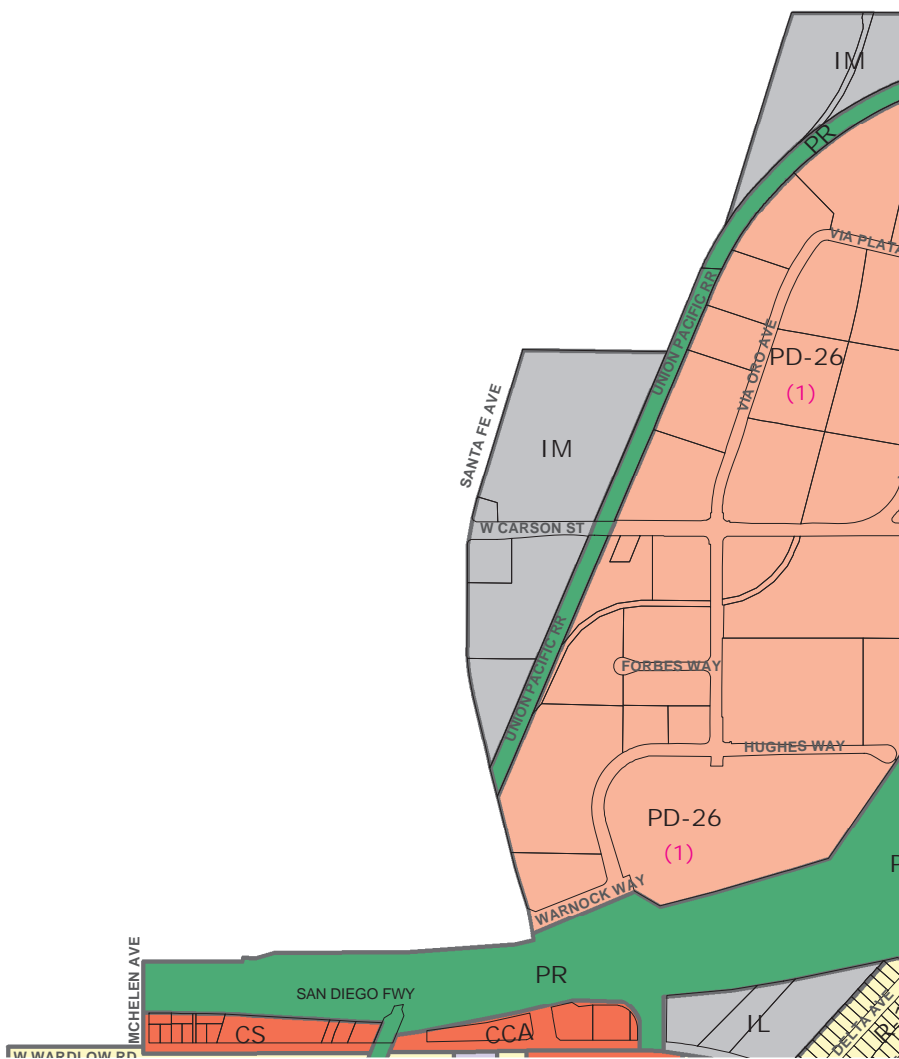 IM
PR
VIA PLATA
UNION PACIFIC RR
VIA ORO AVE
PD-26
(1)
SANTA FE AVE
IM
W CARSON ST
UNION PACIFIC RR
FORBES WAY
HUGHES WAY
PD-26
(1)
WARNOCK WAY
MCHELEN AVE
PR
SAN DIEGO FWY
CS
CCA
IL
DELTA AVE
W WARDLOW RD